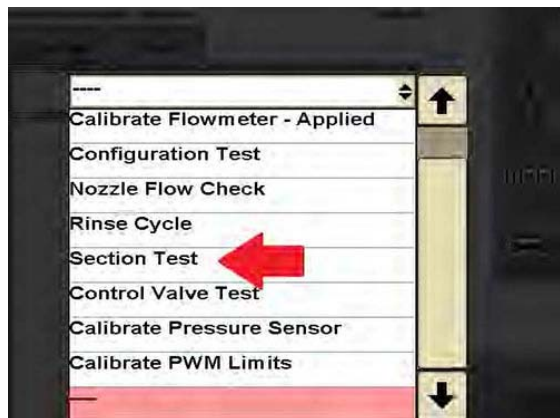 ----
Calibrate Flowmeter - Applied
Configuration Test
Nozzle Flow Check
Rinse Cycle
Section Test
Control Valve Test
Calibrate Pressure Sensor
Calibrate PWM Limits
----